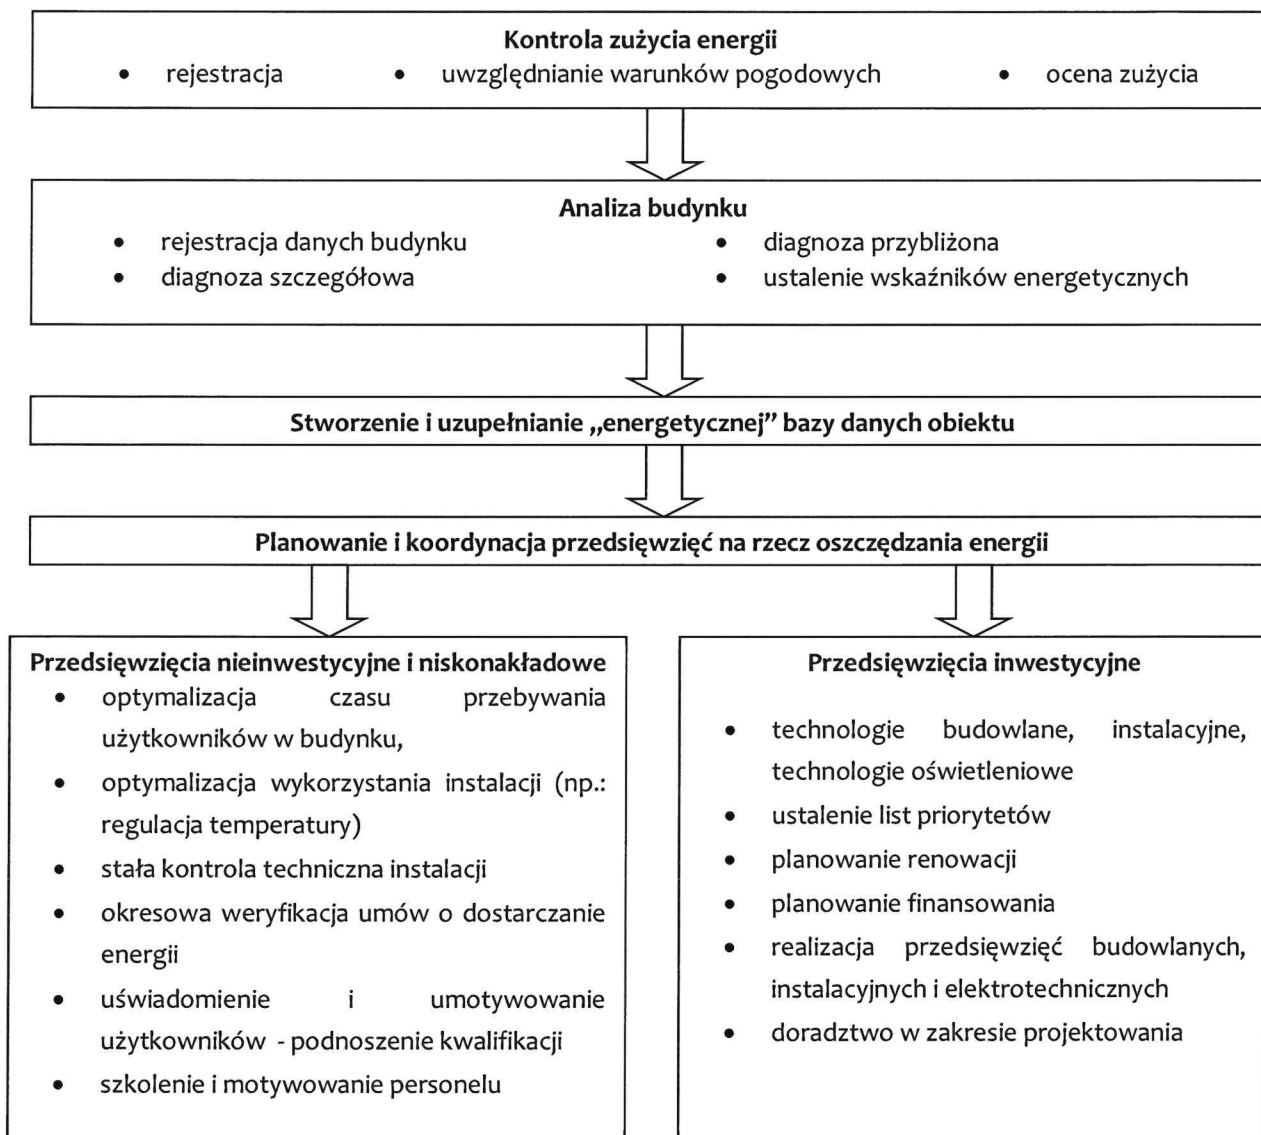 Kontrola zużycia energii
• rejestracja • uwzględnianie warunków pogodowych • ocena zużycia
Analiza budynku
• rejestracja danych budynku • diagnoza przybliżona
• diagnoza szczegółowa • ustalenie wskaźników energetycznych
Stworzenie i uzupełnianie „energetycznej” bazy danych obiektu
Planowanie i koordynacja przedsięwzięć na rzecz oszczędzania energii
Przedsięwzięcia nieinwestycyjne i niskonakładowe
• optymalizacja czasu przebywania
użytkowników w budynku,
• optymalizacja wykorzystania instalacji (np.:
regulacja temperatury)
• stała kontrola techniczna instalacji
• okresowa weryfikacja umów o dostarczanie
energii
• uświadomienie i umotywowanie
użytkowników - podnoszenie kwalifikacji
• szkolenie i motywowanie personelu
Przedsięwzięcia inwestycyjne
• technologie budowlane, instalacyjne,
technologie oświetleniowe
• ustalenie list priorytetów
• planowanie renowacji
• planowanie finansowania
• realizacja przedsięwzięć budowlanych,
instalacyjnych i elektrotechnicznych
• doradztwo w zakresie projektowania